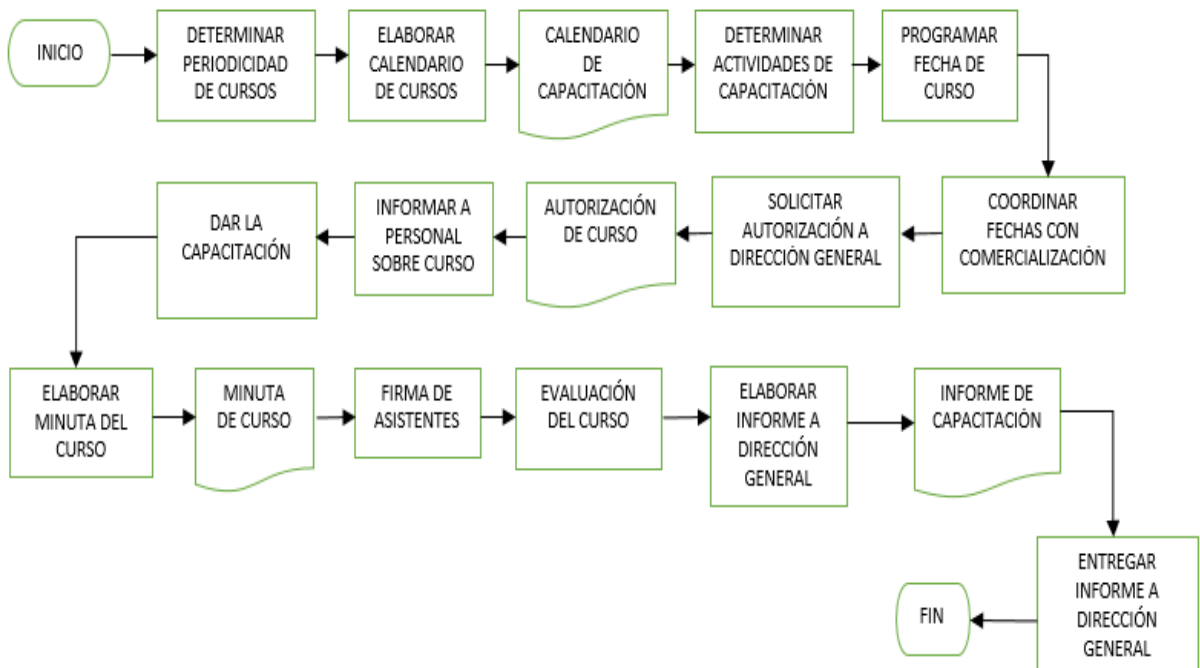 INICIO
DETERMINAR
PERIODICIDAD
DE CURSOS
ELABORAR
CALENDARIO
DE CURSOS
CALENDARIO
DE
CAPACITACIÓN
DETERMINAR
ACTIVIDADES DE
CAPACITACIÓN
PROGRAMAR
FECHA DE
CURSO
COORDINAR
FECHAS CON
COMERCIALIZACIÓN
SOLICITAR
AUTORIZACIÓN A
DIRECCIÓN GENERAL
AUTORIZACIÓN
DE CURSO
INFORMAR A
PERSONAL
SOBRE CURSO
DAR LA
CAPACITACIÓN
ELABORAR
MINUTA DEL
CURSO
MINUTA
DE CURSO
FIRMA DE
ASISTENTES
EVALUACIÓN
DEL CURSO
ELABORAR
INFORME A
DIRECCIÓN
GENERAL
INFORME DE
CAPACITACIÓN
ENTREGAR
INFORME A
DIRECCIÓN
GENERAL
FIN